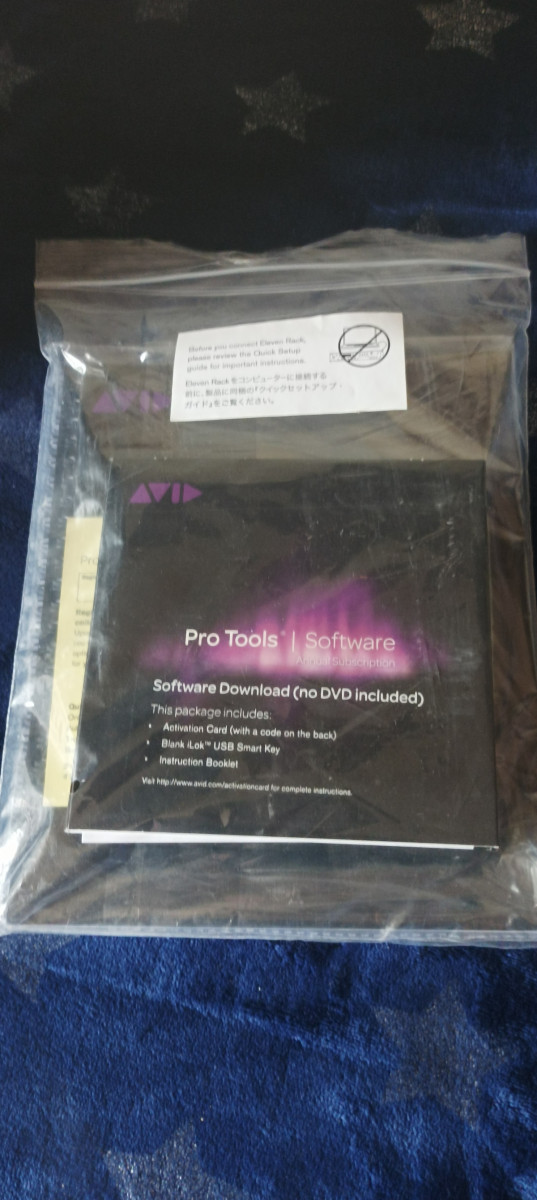 Before you connect Eleven Rack,
please review the Quick Setup
guide for important instructions.
Eleven Rackをコンピューターに接続する
前に、製品に同梱の『クイックセットアップ・
ガイド』をご覧ください。
AVID
AVID
Pro Tools | Software
Annual Subscription
Software Download (no DVD included)
This package includes:
• Activation Card (with a code on the back)
• Blank iLok™ USB Smart Key
• Instruction Booklet
Visit http://www.avid.com/activationcard for complete instructions.